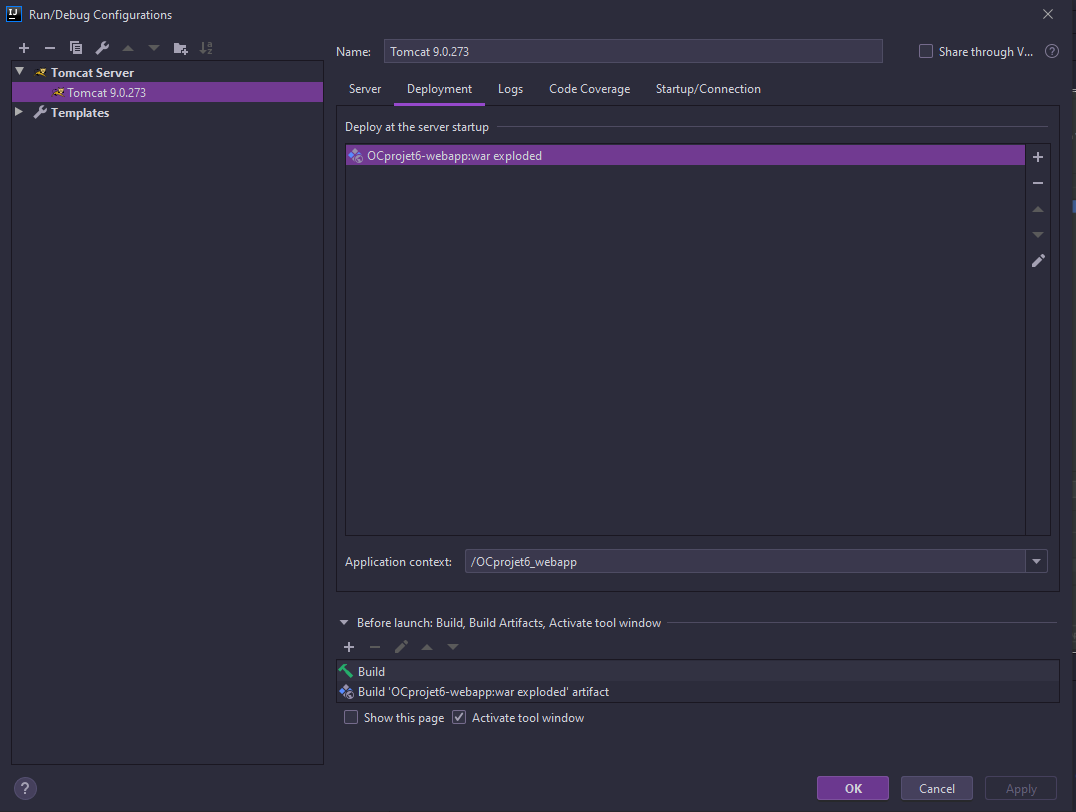 IJ Run/Debug Configurations
Name: Tomcat 9.0.273 Share through V... ?
Tomcat Server
Tomcat 9.0.273
Templates
Server Deployment Logs Code Coverage Startup/Connection
Deploy at the server startup
OCprojet6-webapp:war exploded
Application context: /OCprojet6_webapp
Before launch: Build, Build Artifacts, Activate tool window
Build
Build 'OCprojet6-webapp:war exploded' artifact
Show this page Activate tool window
? OK Cancel Apply